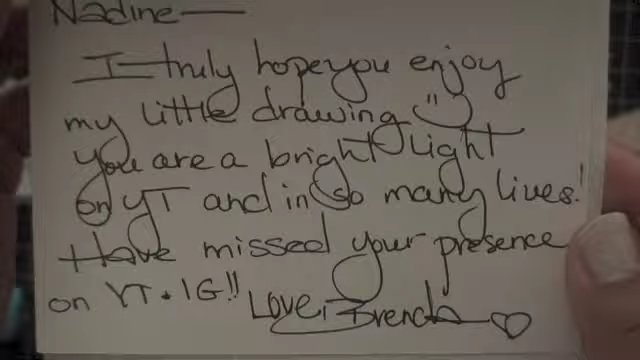 Nadine—
I truly hope you enjoy
my little drawing
You are a bright light
on YT and in so many lives!
Have missed your presence
on YT + IG!!
Love, Brenda ♡